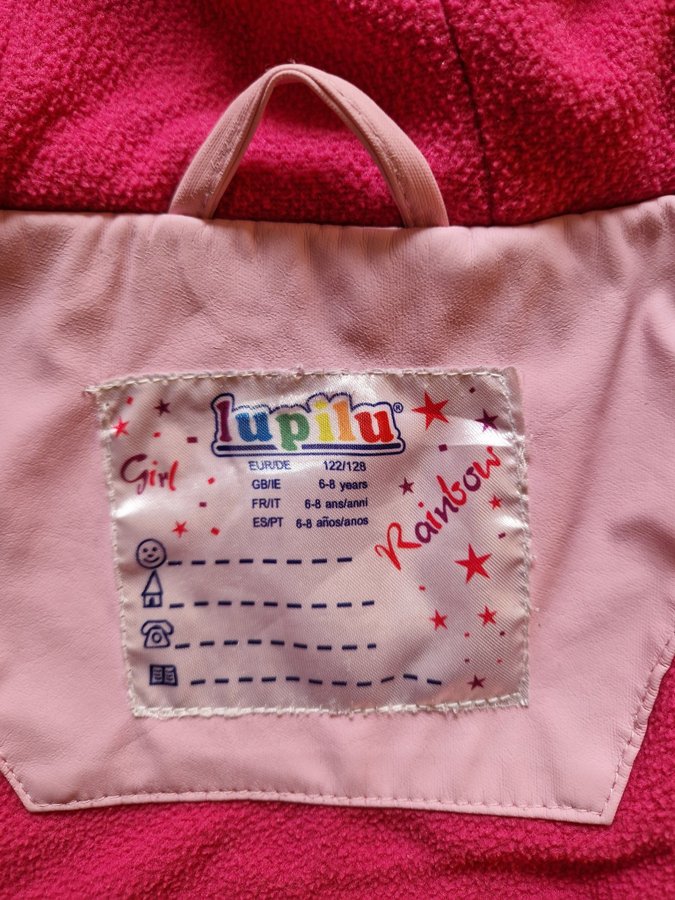 lupilu®
Girl
EUR/DE 122/128
GB/IE 6-8 years
FR/IT 6-8 ans/anni
ES/PT 6-8 años/anos
Rainbow